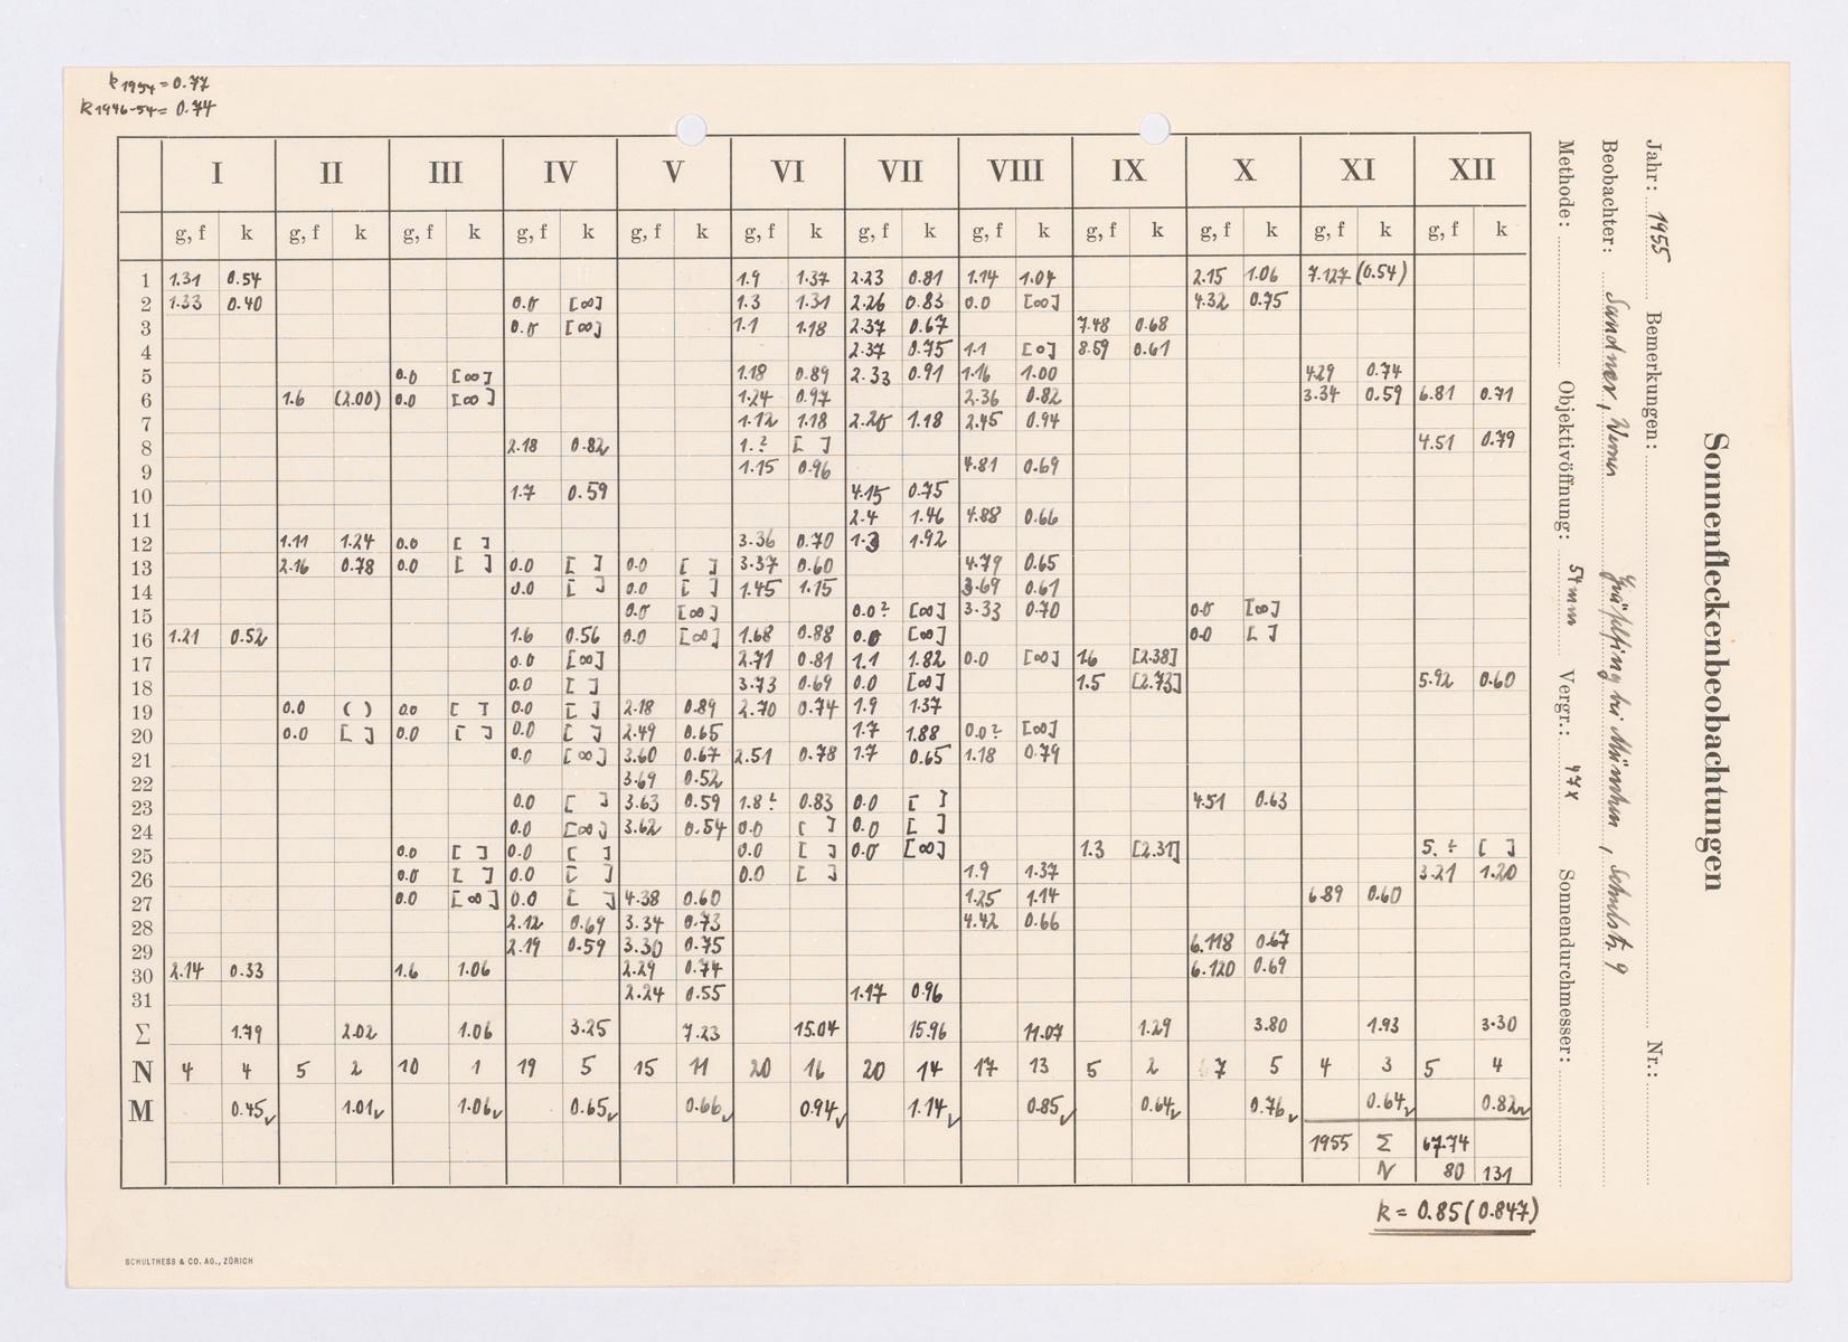 k1954 = 0.77
k1946-54 = 0.74
I II III IV V VI VII VIII IX X XI XII
g, f k g, f k g, f k g, f k g, f k g, f k g, f k g, f k g, f k g, f k g, f k g, f k
1 1.31 0.54 1.9 1.37 2.23 0.81 1.14 1.04 2.15 1.06 7.127 (0.54)
2 1.33 0.40 0.0 [∞] 1.3 1.31 2.26 0.83 0.0 [∞] 4.32 0.75
3 0.0 [∞] 1.1 1.18 2.37 0.67 7.48 0.68
4 2.37 0.75 1.1 [0] 8.59 0.61
5 0.0 [∞] 1.18 0.89 2.33 0.91 1.16 1.00 4.29 0.74
6 1.6 (2.00) 0.0 [∞] 1.24 0.97 2.36 0.82 3.34 0.59 6.81 0.71
7 1.12 1.18 2.20 1.18 2.45 0.94
8 2.18 0.82 1.? [ ] 4.51 0.79
9 1.15 0.96 4.81 0.69
10 1.7 0.59 4.15 0.75
11 2.4 1.46 4.88 0.66
12 1.11 1.24 0.0 [ ] 3.36 0.70 1.3 1.92
13 2.16 0.78 0.0 [ ] 0.0 [ ] 0.0 [ ] 3.37 0.60 4.79 0.65
14 0.0 [ ] 0.0 [ ] 1.45 1.15 3.69 0.61
15 0.0 [∞] 0.0? [∞] 3.33 0.70 0.0 [∞]
16 1.21 0.52 1.6 0.56 0.0 [∞] 1.68 0.88 0.0 [∞] 0.0 [ ]
17 0.0 [∞] 2.71 0.81 1.1 1.82 0.0 [∞] 1.6 [2.38]
18 0.0 [ ] 3.73 0.69 0.0 [∞] 1.5 [2.73] 5.92 0.60
19 0.0 ( ) 0.0 [ ] 0.0 [ ] 2.18 0.89 2.70 0.74 1.9 1.37
20 0.0 [ ] 0.0 [ ] 0.0 [ ] 2.49 0.65 1.7 1.88 0.0? [∞]
21 0.0 [∞] 3.60 0.67 2.51 0.78 1.7 0.65 1.18 0.79
22 3.69 0.52
23 0.0 [ ] 3.63 0.59 1.8? 0.83 0.0 [ ] 4.51 0.63
24 0.0 [∞] 3.62 0.54 0.0 [ ] 0.0 [ ]
25 0.0 [ ] 0.0 [ ] 0.0 [ ] 0.0 [∞] 1.3 [2.31] 5.? [ ]
26 0.0 [ ] 0.0 [ ] 0.0 [ ] 1.9 1.37 3.21 1.20
27 0.0 [∞] 0.0 [ ] 4.38 0.60 1.25 1.14 6.89 0.60
28 2.12 0.69 3.34 0.73 4.42 0.66
29 2.19 0.59 3.30 0.75 6.118 0.67
30 2.14 0.33 1.6 1.06 2.29 0.74 6.120 0.69
31 2.24 0.55 1.17 0.96
Σ 1.79 2.02 1.06 3.25 7.23 15.04 15.96 11.07 1.29 3.80 1.93 3.30
N 4 4 5 2 10 1 19 5 15 11 20 16 20 14 17 13 5 2 7 5 4 3 5 4
M 0.45✓ 1.01✓ 1.06✓ 0.65✓ 0.66✓ 0.94✓ 1.14✓ 0.85✓ 0.64✓ 0.76✓ 0.64✓ 0.82✓
1955 Σ 67.74
N 80 131
k = 0.85 (0.847)
SCHULTHESS & CO. AG., ZÜRICH
Sonnenfleckenbeobachtungen
Jahr: 1955 Bemerkungen: Nr.:
Beobachter: Sandner, Werner Gräfelfing bei München, Schulstr. 9
Methode: Objektivöffnung: 54 mm Vergr.: 47x Sonnendurchmesser: